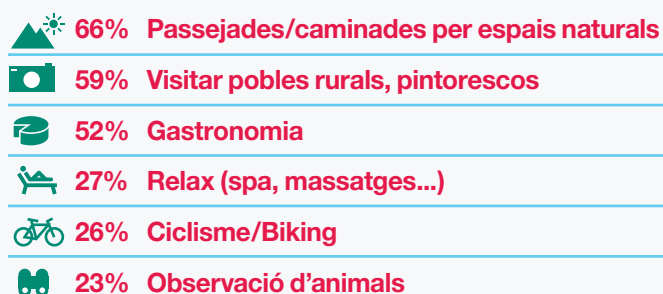 66% Passejades/caminades per espais naturals
59% Visitar pobles rurals, pintorescos
52% Gastronomia
27% Relax (spa, massatges...)
26% Ciclisme/Biking
23% Observació d'animals